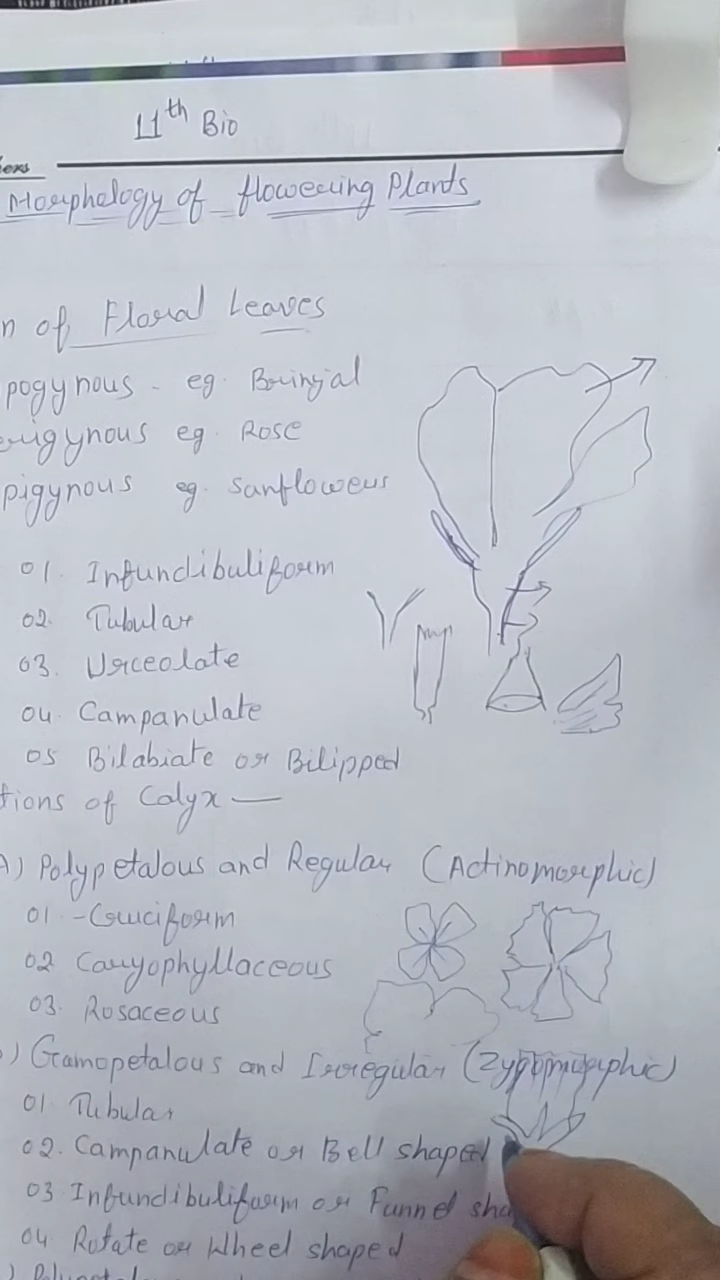 11th Bio
Morphology of flowering Plants
n of Floral Leaves
pogynous - eg. Brinjal
erigynous eg. Rose
pigynous eg. Sanflowers
01. Infundibuliform
02. Tubular
03. Urceolate
04. Campanulate
05 Bilabiate or Bilipped
tions of Calyx —
A) Polypetalous and Regular (Actinomorphic)
01 - Cruciform
02 Caryophyllaceous
03. Rosaceous
) Gamopetalous and Irregular (Zygomorphic)
01. Tubular
02. Campanulate or Bell shaped
03 Infundibuliform or Funnel sha
04 Rotate or Wheel shaped